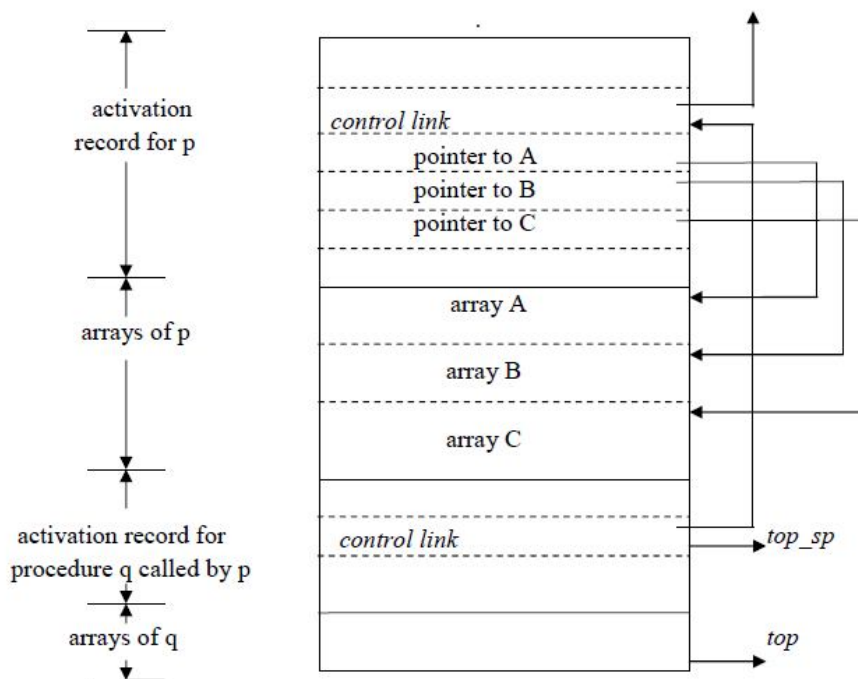 activation
record for p
control link
pointer to A
pointer to B
pointer to C
array A
arrays of p
array B
array C
activation record for
procedure q called by p
control link
top_sp
arrays of q
top